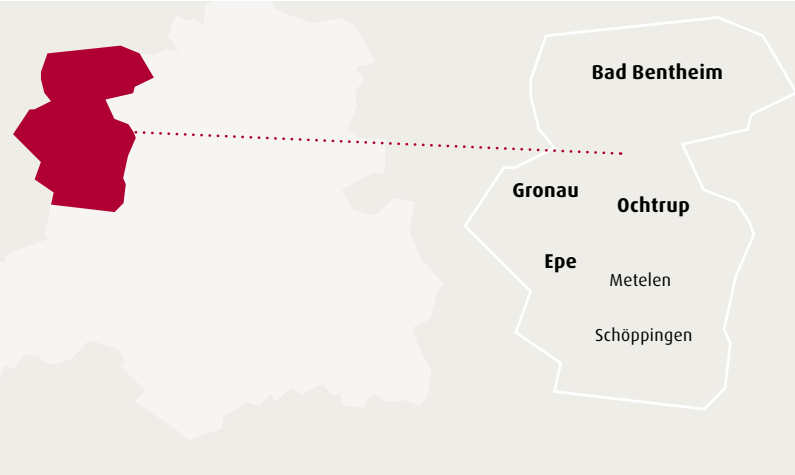 Bad Bentheim
Gronau
Ochtrup
Epe
Metelen
Schöppingen